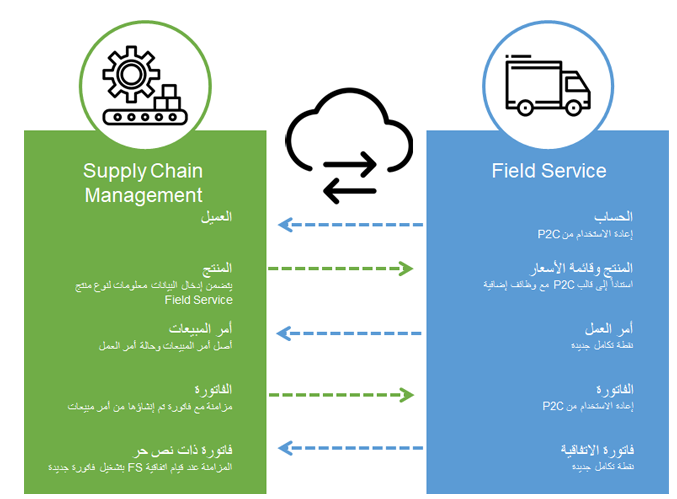 Supply Chain
Management
العميل
المنتج
يتضمن إدخال البيانات معلومات لنوع منتج
Field Service
أمر المبيعات
أصل أمر المبيعات وحالة أمر العمل
الفاتورة
مزامنة مع فاتورة تم إنشاؤها من أمر مبيعات
فاتورة ذات نص حر
المزامنة عند قيام اتفاقية FS بتشغيل فاتورة جديدة
Field Service
الحساب
إعادة الاستخدام من P2C
المنتج وقائمة الأسعار
استناداً إلى قالب P2C مع وظائف إضافية
أمر العمل
نقطة تكامل جديدة
الفاتورة
إعادة الاستخدام من P2C
فاتورة الاتفاقية
نقطة تكامل جديدة